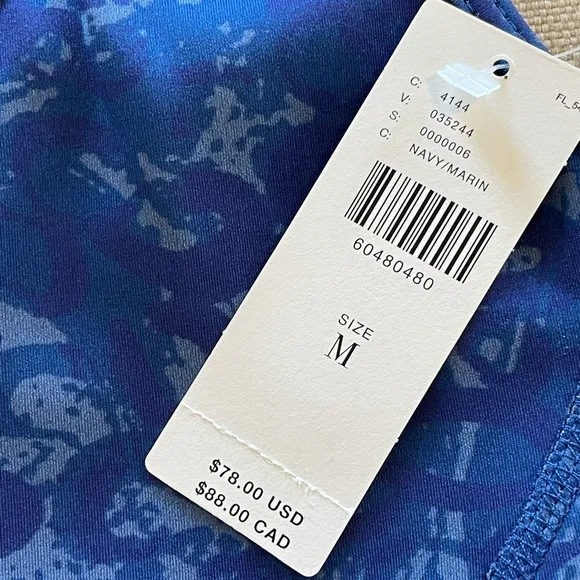 C: 4144
V: 035244
S: 0000006
C: NAVY/MARIN
60480480
SIZE
M
$78.00 USD
$88.00 CAD